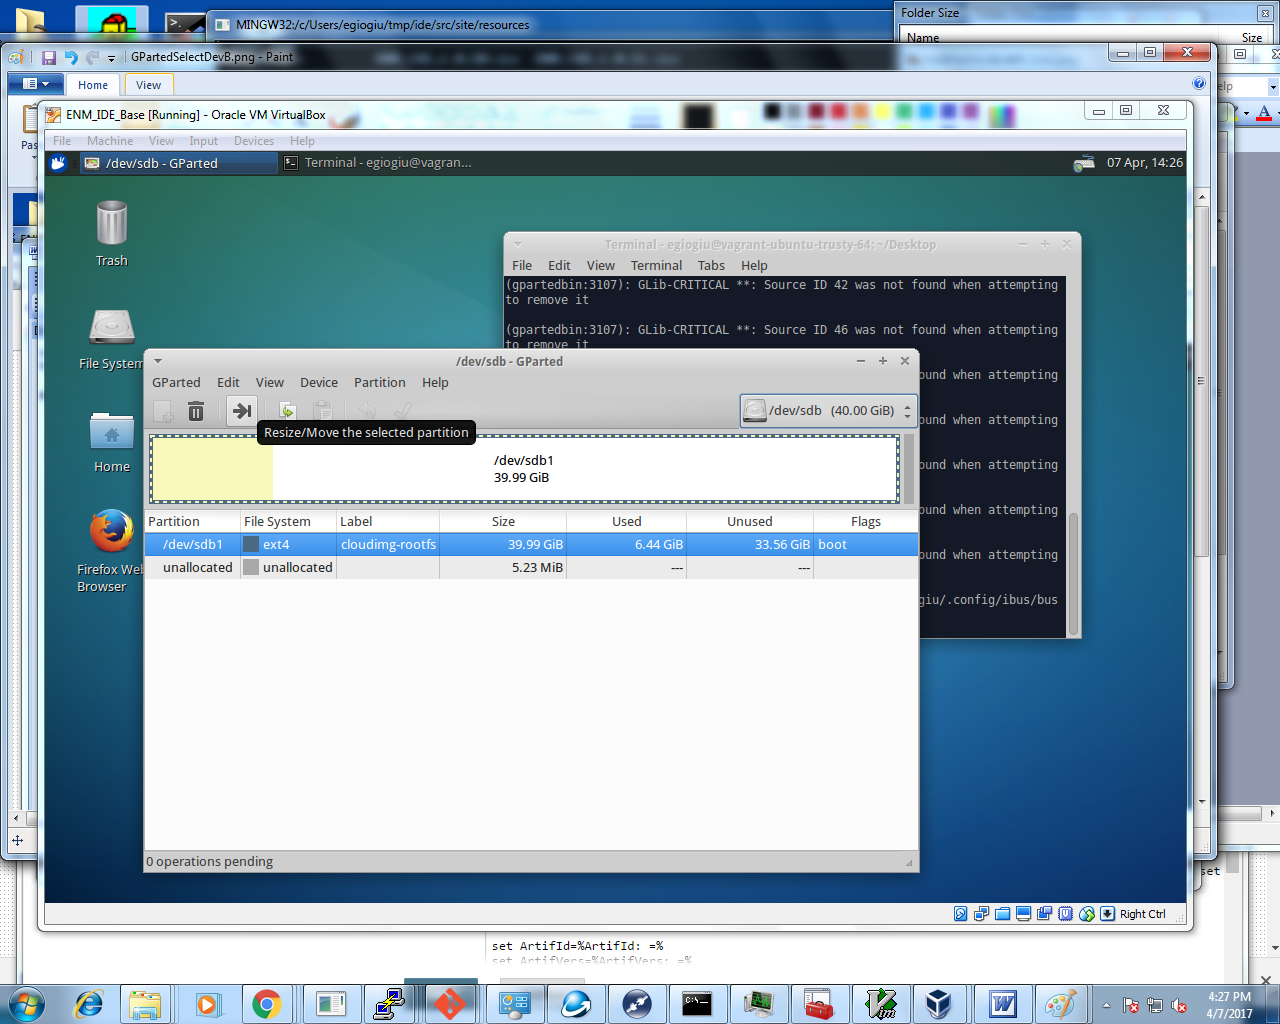 MINGW32:/c/Users/egiogiu/tmp/ide/src/site/resources
Folder Size
Name Size
GPartedSelectDevB.png - Paint
Home View
ENM_IDE_Base [Running] - Oracle VM VirtualBox
File Machine View Input Devices Help
/dev/sdb - GParted
Terminal - egiogiu@vagran...
07 Apr, 14:26
Trash
File System
Home
Firefox Web
Browser
Terminal - egiogiu@vagrant-ubuntu-trusty-64: ~/Desktop
File Edit View Terminal Tabs Help
(gpartedbin:3107): GLib-CRITICAL **: Source ID 42 was not found when attempting
to remove it
(gpartedbin:3107): GLib-CRITICAL **: Source ID 46 was not found when attempting
to remove it
ound when attempting
ound when attempting
ound when attempting
ound when attempting
ound when attempting
giu/.config/ibus/bus
/dev/sdb - GParted
GParted Edit View Device Partition Help
/dev/sdb (40.00 GiB)
Resize/Move the selected partition
/dev/sdb1
39.99 GiB
Partition File System Label Size Used Unused Flags
/dev/sdb1 ext4 cloudimg-rootfs 39.99 GiB 6.44 GiB 33.56 GiB boot
unallocated unallocated 5.23 MiB --- ---
0 operations pending
Right Ctrl
set
set ArtifId=%ArtifId: =%
set ArtifVers=%ArtifVers: =%
4:27 PM
4/7/2017